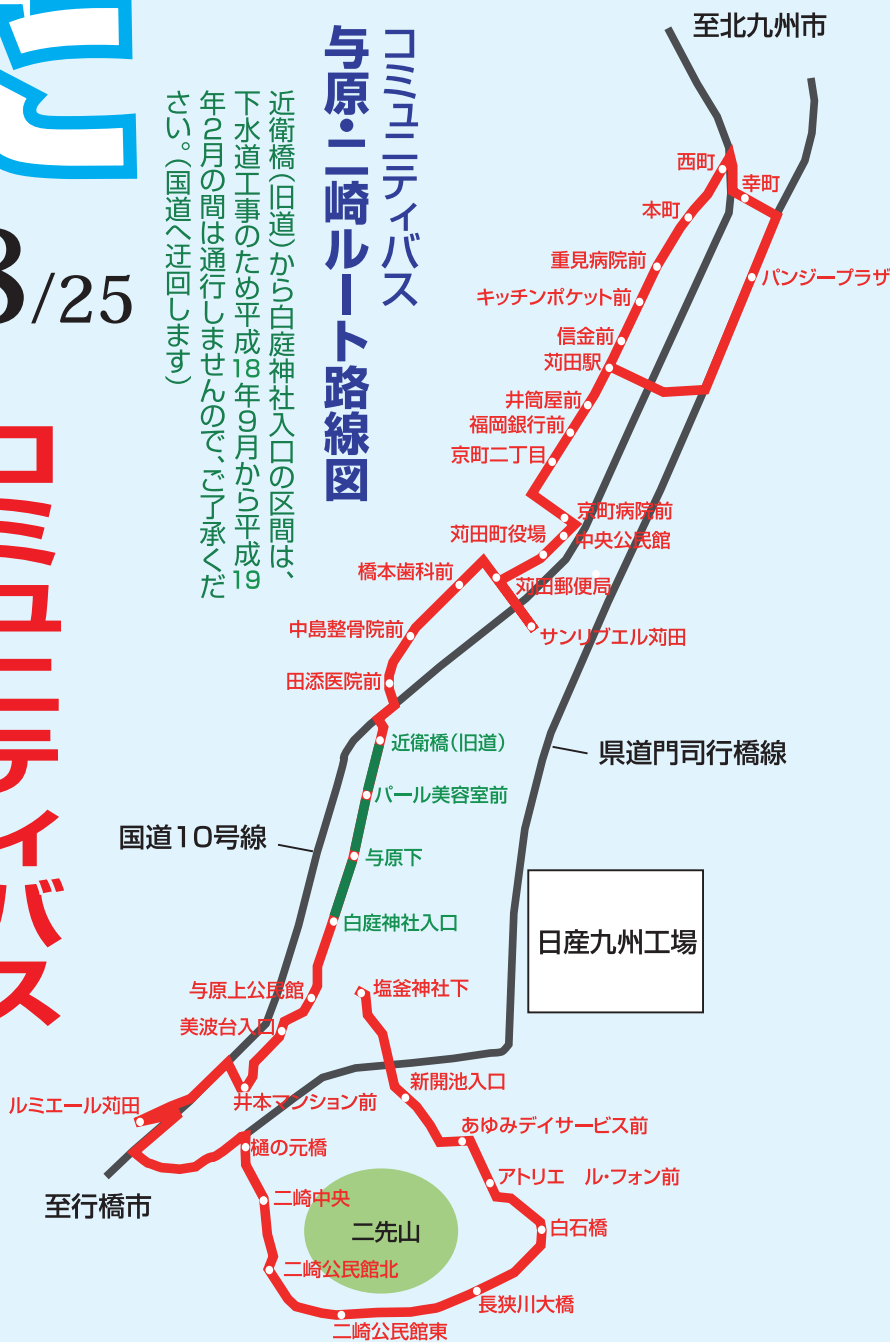 コミュニティバス
与原・二崎ルート路線図
近衛橋(旧道)から白庭神社入口の区間は、
下水道工事のため平成18年9月から平成19
年2月の間は通行しませんので、ご了承くだ
さい。(国道へ迂回します)
/25
コミュニティバス
至北九州市
西町
幸町
本町
パンジープラザ
重見病院前
キッチンポケット前
信金前
苅田駅
井筒屋前
福岡銀行前
京町二丁目
京町病院前
中央公民館
苅田町役場
苅田郵便局
サンリブエル苅田
橋本歯科前
中島整骨院前
田添医院前
近衛橋(旧道)
パール美容室前
与原下
白庭神社入口
県道門司行橋線
国道10号線
日産九州工場
与原上公民館
美波台入口
塩釜神社下
井本マンション前
ルミエール苅田
新開池入口
あゆみデイサービス前
アトリエ ル・フォン前
白石橋
長狭川大橋
樋の元橋
二崎中央
二先山
二崎公民館北
二崎公民館東
至行橋市